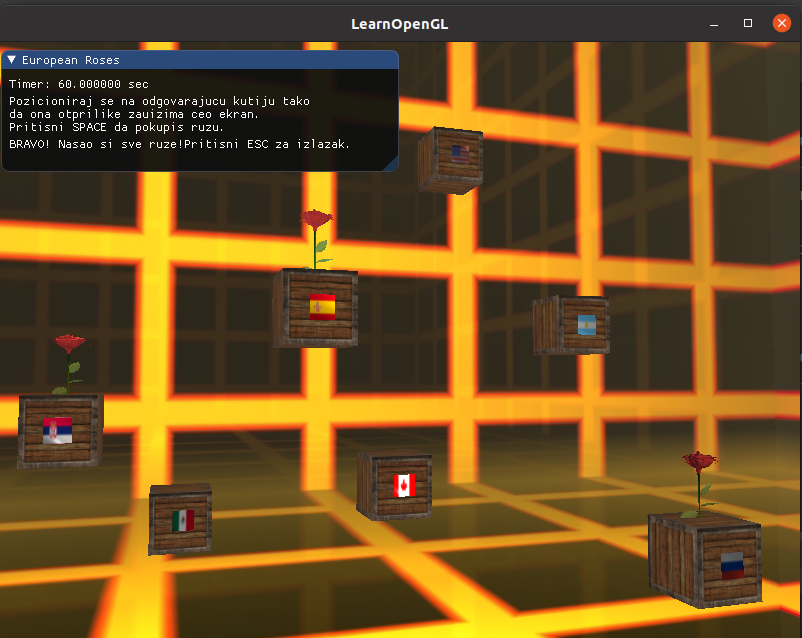 LearnOpenGL
European Roses
Timer: 60.000000 sec
Pozicioniraj se na odgovarajucu kutiju tako
da ona otprilike zauizima ceo ekran.
Pritisni SPACE da pokupis ruzu.
BRAVO! Nasao si sve ruze!Pritisni ESC za izlazak.